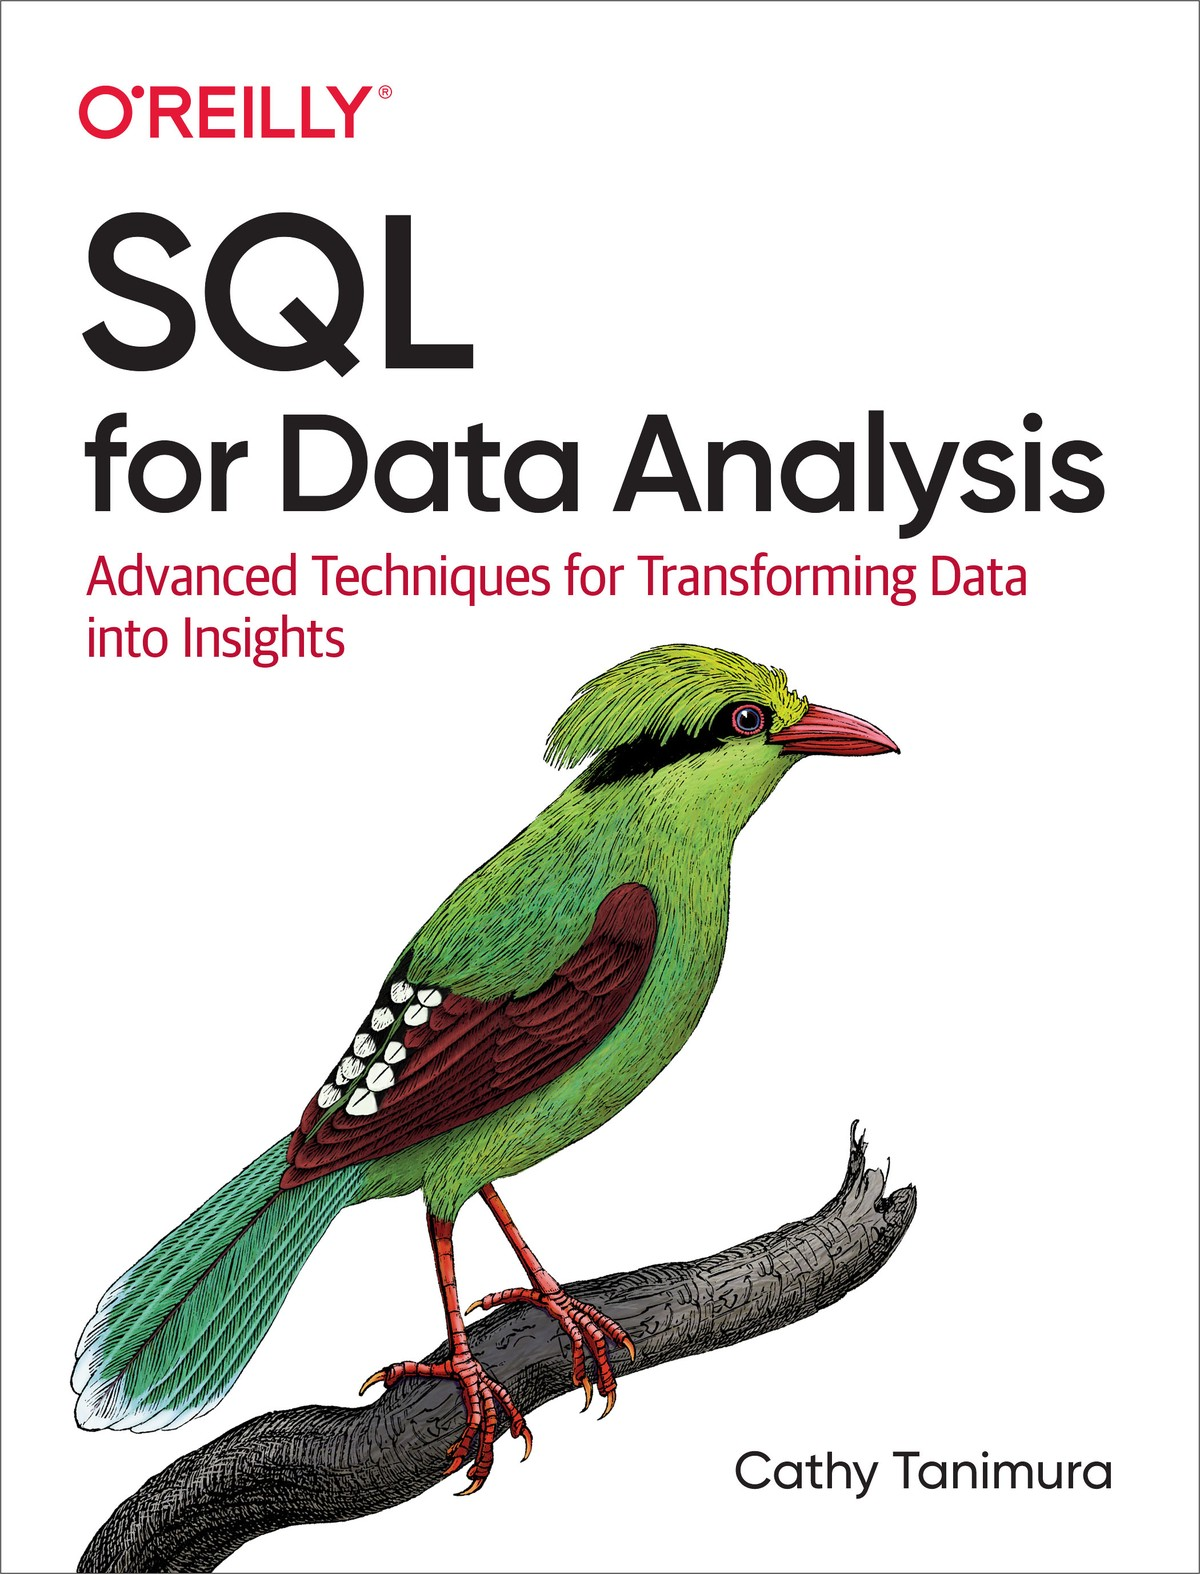 O'REILLY®
SQL
for Data Analysis
Advanced Techniques for Transforming Data
into Insights
Cathy Tanimura